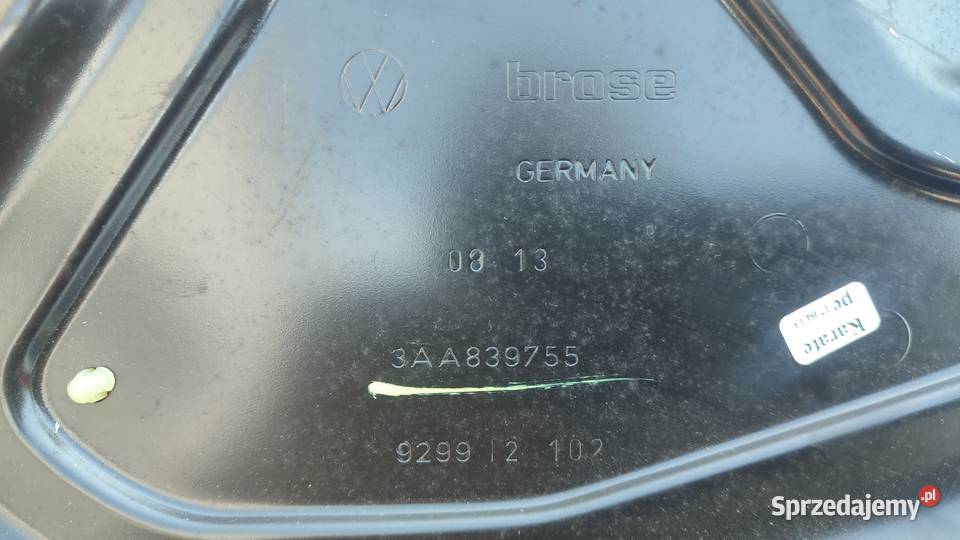 brose
GERMANY
08 13
3AA839755
Karate
9299 12 102
Sprzedajemy.pl